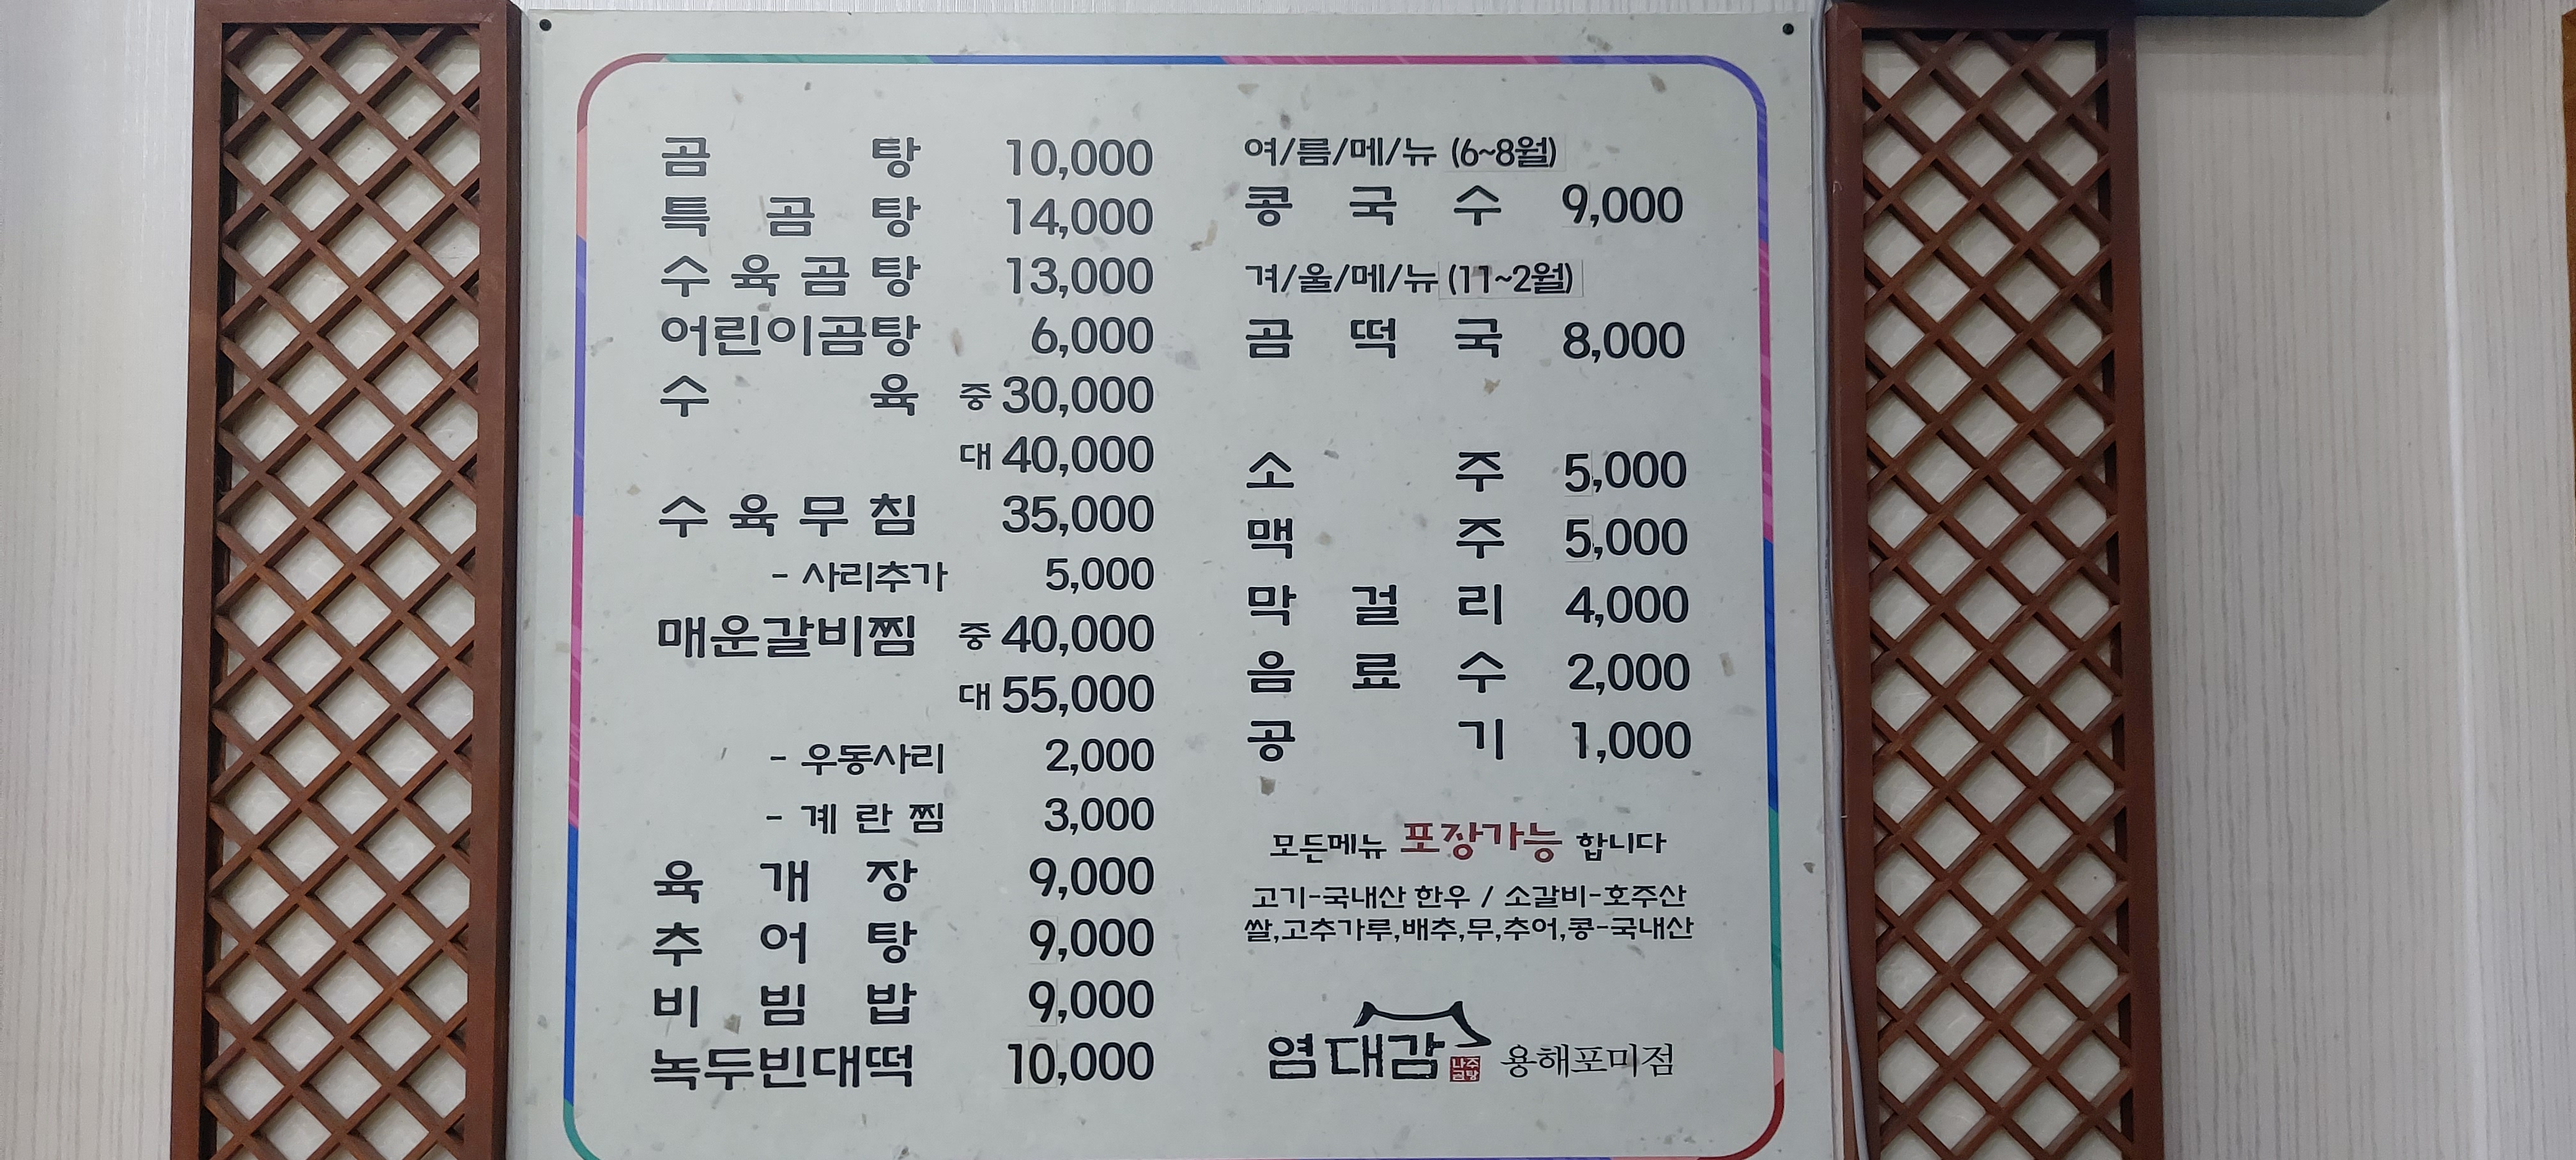 곰탕 10,000
특곰탕 14,000
수육곰탕 13,000
어린이곰탕 6,000
수육 중 30,000
대 40,000
수육무침 35,000
- 사리추가 5,000
매운갈비찜 중 40,000
대 55,000
- 우동사리 2,000
- 계란찜 3,000
육개장 9,000
추어탕 9,000
비빔밥 9,000
녹두빈대떡 10,000
여/름/메/뉴 (6~8월)
콩국수 9,000
겨/울/메/뉴 (11~2월)
곰떡국 8,000
소주 5,000
맥주 5,000
막걸리 4,000
음료수 2,000
공기 1,000
모든메뉴 포장가능 합니다
고기-국내산 한우 / 소갈비-호주산
쌀,고추가루,배추,무,추어,콩-국내산
염대감 나주곰탕 용해포미점